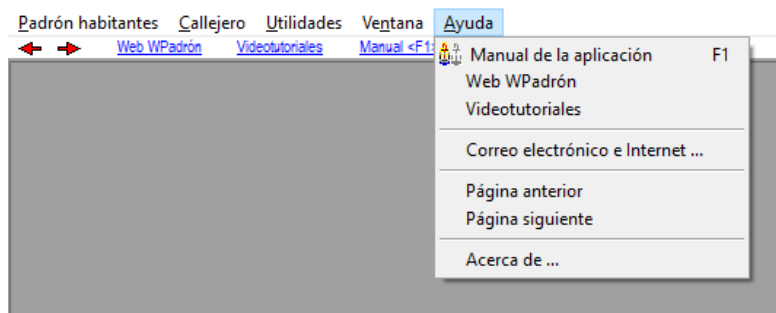 Padrón habitantes Callejero Utilidades Ventana Ayuda
Web WPadrón Videotutoriales Manual <F1>
Manual de la aplicación F1
Web WPadrón
Videotutoriales
Correo electrónico e Internet ...
Página anterior
Página siguiente
Acerca de ...